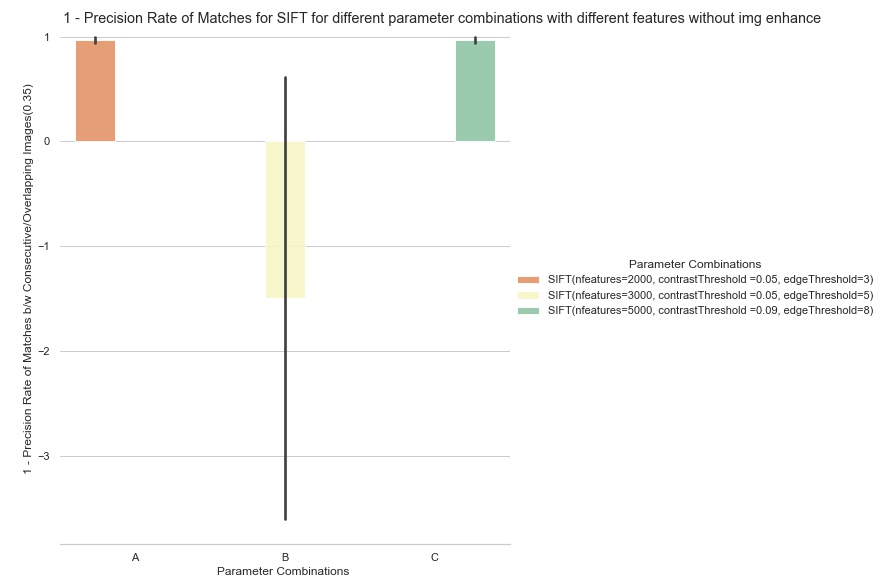 1 - Precision Rate of Matches for SIFT for different parameter combinations with different features without img enhance
1 - Precision Rate of Matches b/w Consecutive/Overlapping Images(0.35)
1
0
−1
−2
−3
A
B
C
Parameter Combinations
Parameter Combinations
SIFT(nfeatures=2000, contrastThreshold =0.05, edgeThreshold=3)
SIFT(nfeatures=3000, contrastThreshold =0.05, edgeThreshold=5)
SIFT(nfeatures=5000, contrastThreshold =0.09, edgeThreshold=8)